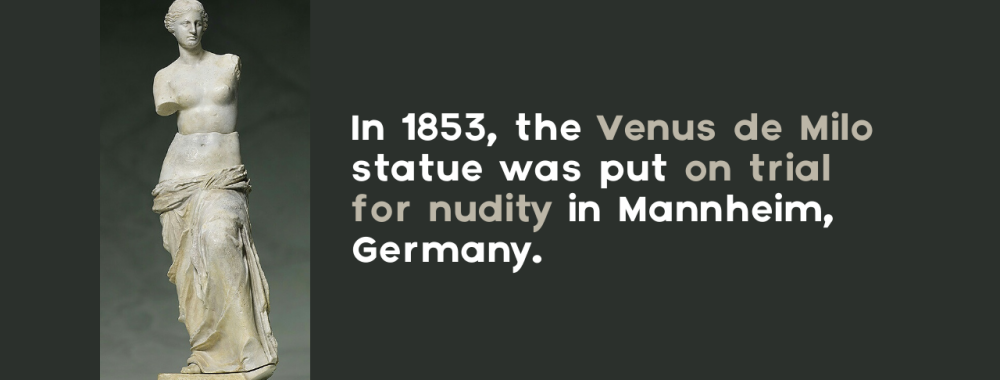 In 1853, the Venus de Milo
statue was put on trial
for nudity in Mannheim,
Germany.